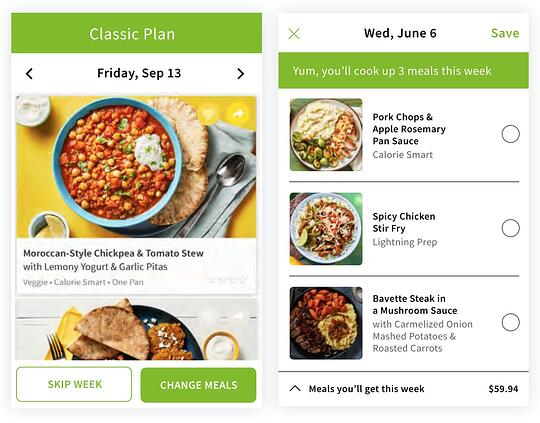 Classic Plan
Friday, Sep 13
Moroccan-Style Chickpea & Tomato Stew
with Lemony Yogurt & Garlic Pitas
Veggie • Calorie Smart • One Pan
SKIP WEEK
CHANGE MEALS
Wed, June 6
Save
Yum, you'll cook up 3 meals this week
Pork Chops &
Apple Rosemary
Pan Sauce
Calorie Smart
Spicy Chicken
Stir Fry
Lightning Prep
Bavette Steak in
a Mushroom Sauce
with Carmelized Onion
Mashed Potatoes &
Roasted Carrots
Meals you'll get this week
$59.94